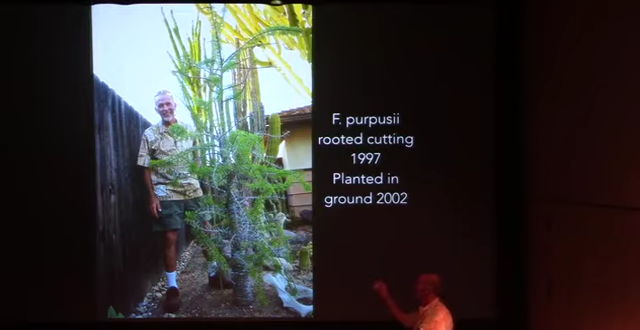 F. purpusii
rooted cutting
1997
Planted in
ground 2002